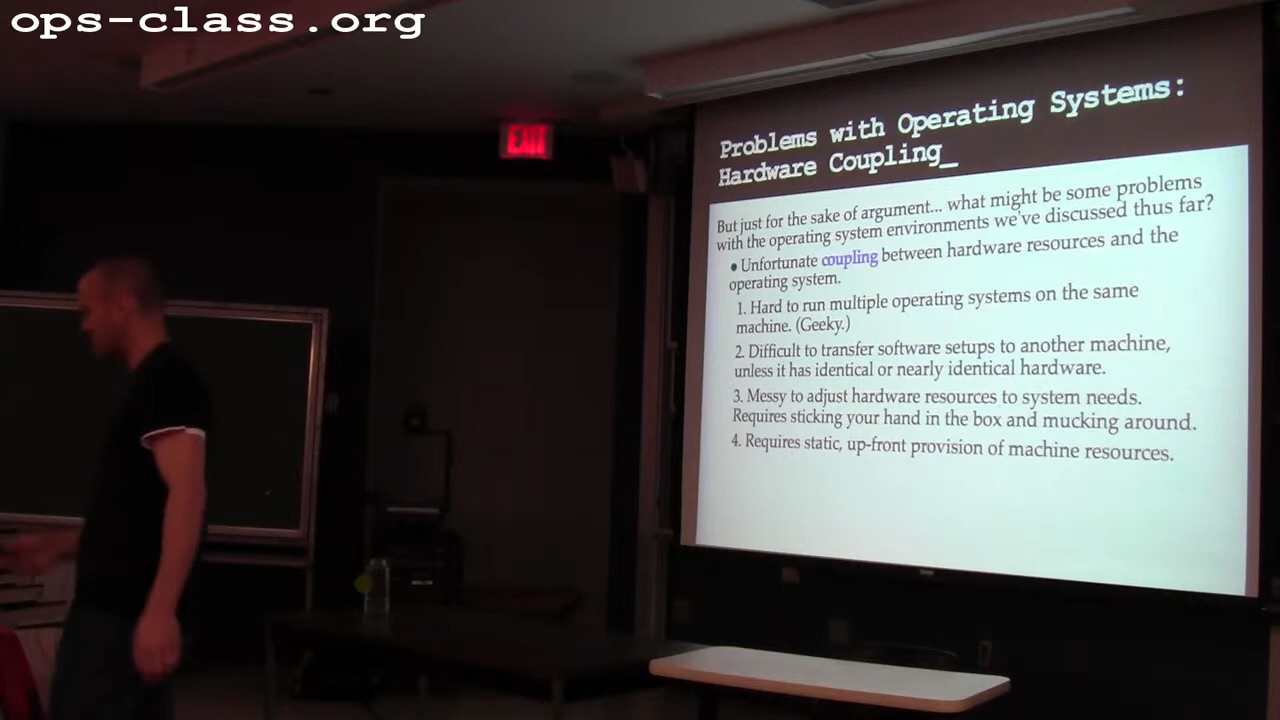 ops-class.org
EXIT
Problems with Operating Systems:
Hardware Coupling_
But just for the sake of argument... what might be some problems
with the operating system environments we've discussed thus far?
• Unfortunate coupling between hardware resources and the
operating system.
1. Hard to run multiple operating systems on the same
machine. (Geeky.)
2. Difficult to transfer software setups to another machine,
unless it has identical or nearly identical hardware.
3. Messy to adjust hardware resources to system needs.
Requires sticking your hand in the box and mucking around.
4. Requires static, up-front provision of machine resources.